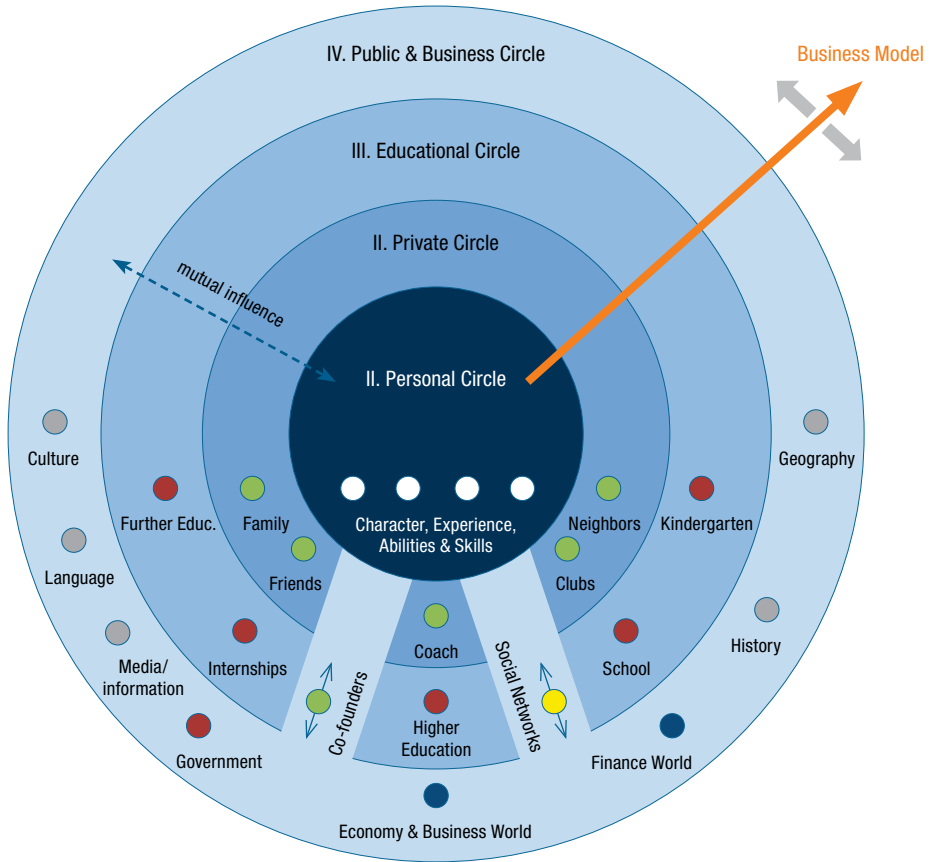 IV. Public & Business Circle
Business Model
III. Educational Circle
II. Private Circle
mutual influence
II. Personal Circle
Culture
Geography
Further Educ.
Family
Character, Experience,
Abilities & Skills
Neighbors
Kindergarten
Language
Friends
Clubs
History
Media/
information
Internships
Coach
School
Co-founders
Social Networks
Government
Higher
Education
Finance World
Economy & Business World